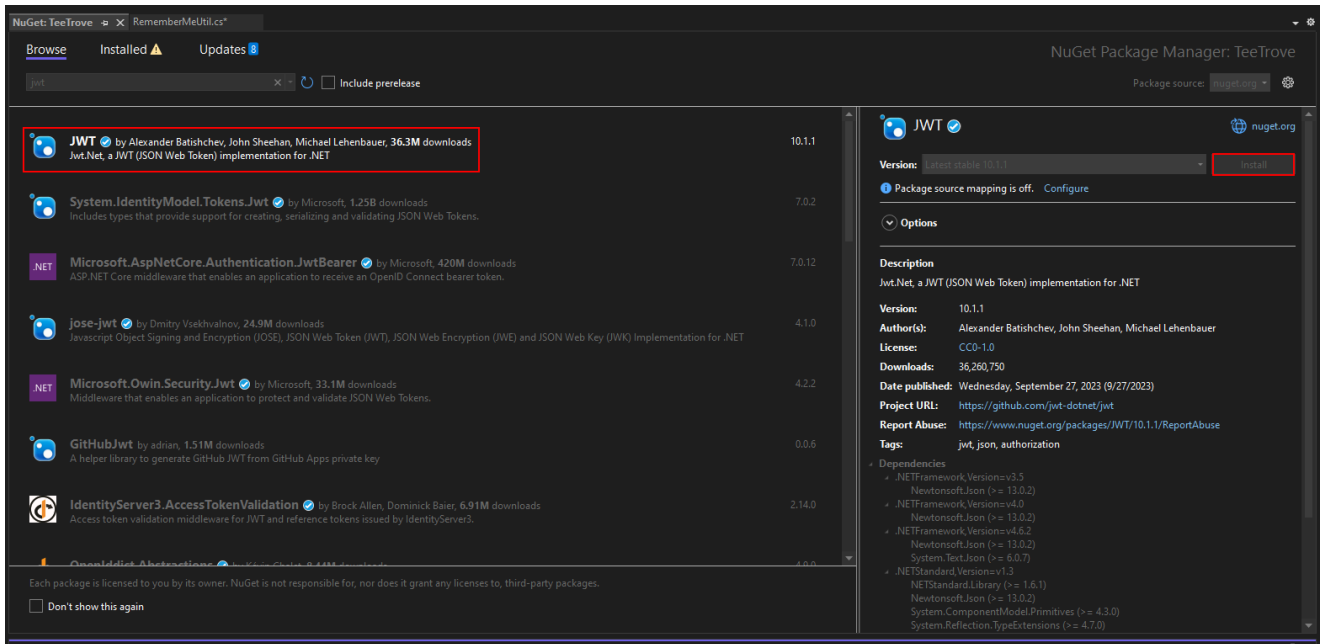 NuGet: TeeTrove
RememberMeUtil.cs*
Browse
Installed
Updates 8
NuGet Package Manager: TeeTrove
jwt
Include prerelease
Package source: nuget.org
JWT by Alexander Batishchev, John Sheehan, Michael Lehenbauer, 36.3M downloads
10.1.1
Jwt.Net, a JWT (JSON Web Token) implementation for .NET
System.IdentityModel.Tokens.Jwt by Microsoft, 1.25B downloads
7.0.2
Includes types that provide support for creating, serializing and validating JSON Web Tokens.
.NET
Microsoft.AspNetCore.Authentication.JwtBearer by Microsoft, 420M downloads
7.0.12
ASP.NET Core middleware that enables an application to receive an OpenID Connect bearer token.
jose-jwt by Dmitry Vsekhvalnov, 24.9M downloads
4.1.0
Javascript Object Signing and Encryption (JOSE), JSON Web Token (JWT), JSON Web Encryption (JWE) and JSON Web Key (JWK) Implementation for .NET
.NET
Microsoft.Owin.Security.Jwt by Microsoft, 33.1M downloads
4.2.2
Middleware that enables an application to protect and validate JSON Web Tokens.
GitHubJwt by adrian, 1.51M downloads
0.0.6
A helper library to generate GitHub JWT from GitHub Apps private key
IdentityServer3.AccessTokenValidation by Brock Allen, Dominick Baier, 6.91M downloads
2.14.0
Access token validation middleware for JWT and reference tokens issued by IdentityServer3.
OpenIddict.Abstractions
Each package is licensed to you by its owner. NuGet is not responsible for, nor does it grant any licenses to, third-party packages.
Don't show this again
JWT
nuget.org
Version: Latest stable 10.1.1
Install
Package source mapping is off. Configure
Options
Description
Jwt.Net, a JWT (JSON Web Token) implementation for .NET
Version: 10.1.1
Author(s): Alexander Batishchev, John Sheehan, Michael Lehenbauer
License: CC0-1.0
Downloads: 36,260,750
Date published: Wednesday, September 27, 2023 (9/27/2023)
Project URL: https://github.com/jwt-dotnet/jwt
Report Abuse: https://www.nuget.org/packages/JWT/10.1.1/ReportAbuse
Tags: jwt, json, authorization
Dependencies
.NETFramework,Version=v3.5
Newtonsoft.Json (>= 13.0.2)
.NETFramework,Version=v4.0
Newtonsoft.Json (>= 13.0.2)
.NETFramework,Version=v4.6.2
Newtonsoft.Json (>= 13.0.2)
System.Text.Json (>= 6.0.7)
.NETStandard,Version=v1.3
NETStandard.Library (>= 1.6.1)
Newtonsoft.Json (>= 13.0.2)
System.ComponentModel.Primitives (>= 4.3.0)
System.Reflection.TypeExtensions (>= 4.7.0)